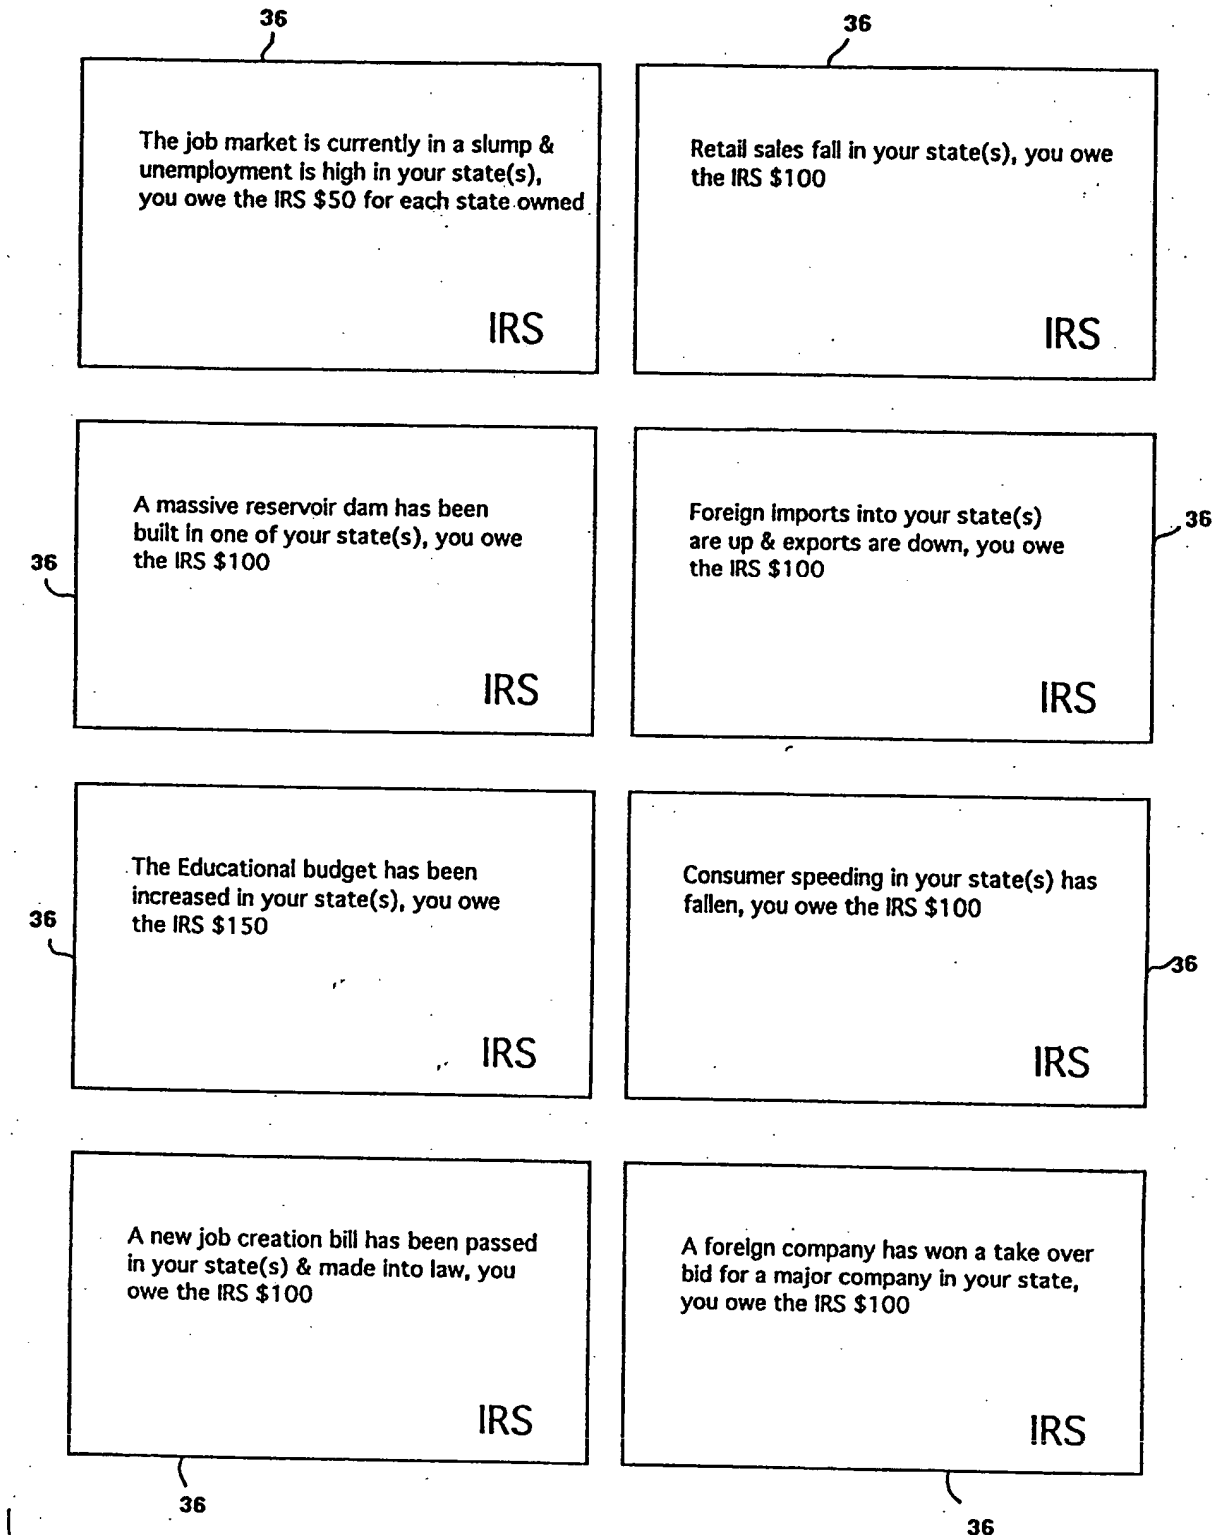 36
36
The job market is currently in a slump &
unemployment is high in your state(s),
you owe the IRS $50 for each state owned
IRS
Retail sales fall in your state(s), you owe
the IRS $100
IRS
A massive reservoir dam has been
built in one of your state(s), you owe
the IRS $100
IRS
36
Foreign imports into your state(s)
are up & exports are down, you owe
the IRS $100
IRS
36
The Educational budget has been
increased in your state(s), you owe
the IRS $150
IRS
36
Consumer speeding in your state(s) has
fallen, you owe the IRS $100
IRS
36
A new job creation bill has been passed
in your state(s) & made into law, you
owe the IRS $100
IRS
36
A foreign company has won a take over
bid for a major company in your state,
you owe the IRS $100
IRS
36